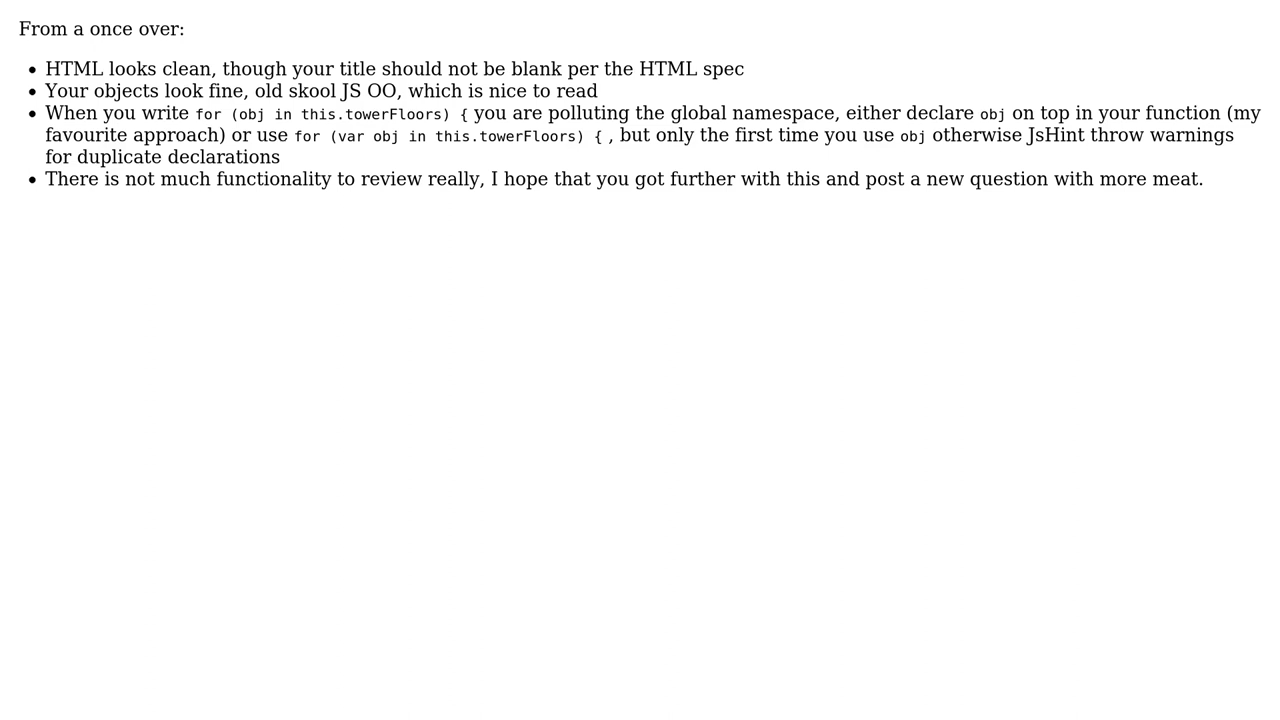 From a once over:
• HTML looks clean, though your title should not be blank per the HTML spec
• Your objects look fine, old skool JS OO, which is nice to read
• When you write for (obj in this.towerFloors) { you are polluting the global namespace, either declare obj on top in your function (my
favourite approach) or use for (var obj in this.towerFloors) { , but only the first time you use obj otherwise JsHint throw warnings
for duplicate declarations
• There is not much functionality to review really, I hope that you got further with this and post a new question with more meat.